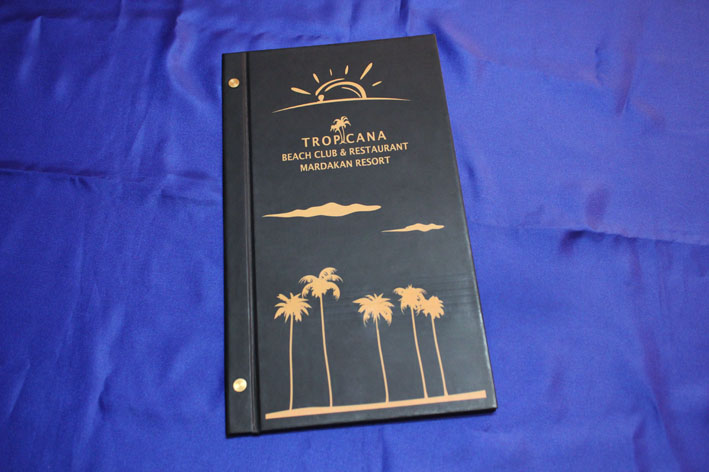 TROPICANA
BEACH CLUB & RESTAURANT
MARDAKAN RESORT